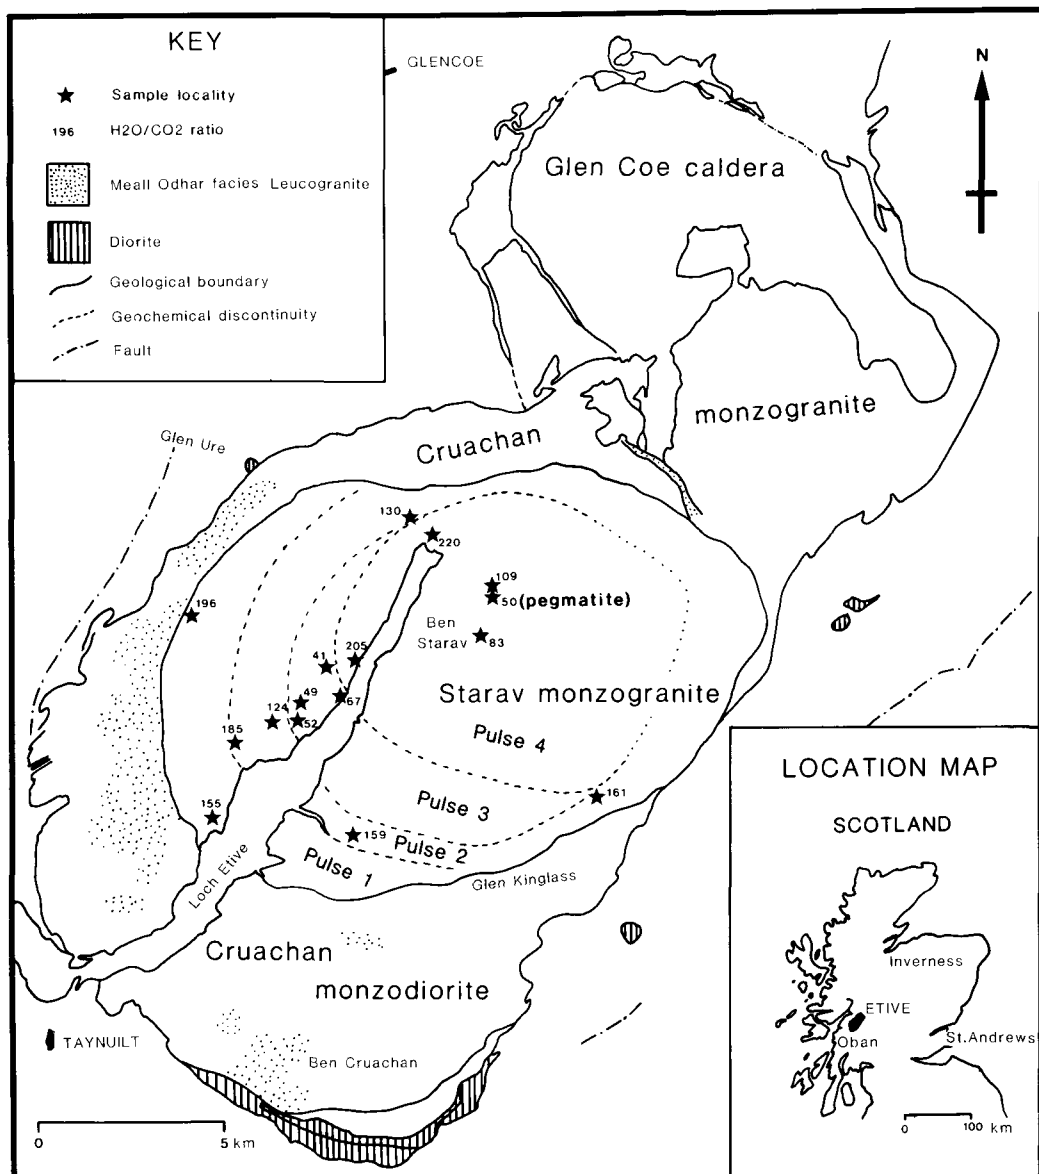 KEY
Sample locality
196 H2O/CO2 ratio
Meall Odhar facies Leucogranite
Diorite
Geological boundary
Geochemical discontinuity
Fault
GLENCOE
N
Glen Coe caldera
monzogranite
Cruachan
Glen Ure
130
220
109
50(pegmatite)
196
Ben
Starav
83
205
41
Starav monzogranite
49
67
124
52
Pulse 4
185
161
Pulse 3
155
159
Pulse 2
Pulse 1
Glen Kinglass
Loch Etive
Cruachan
monzodiorite
TAYNUILT
Ben Cruachan
0 5 km
LOCATION MAP
SCOTLAND
Inverness
ETIVE
Oban
St.Andrews
0 100 km